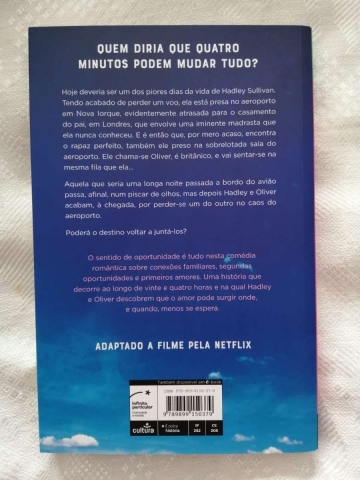 QUEM DIRIA QUE QUATRO
MINUTOS PODEM MUDAR TUDO?
Hoje deveria ser um dos piores dias da vida de Hadley Sullivan.
Tendo acabado de perder um voo, ela está presa no aeroporto
em Nova Iorque, evidentemente atrasada para o casamento
do pai, em Londres, que envolve uma iminente madrasta que
ela nunca conheceu. E é então que, por mero acaso, encontra
o rapaz perfeito, também ele preso na sobrelotada sala do
aeroporto. Ele chama-se Oliver, é britânico, e vai sentar-se na
mesma fila que ela...
Aquela que seria uma longa noite passada a bordo do avião
passa, afinal, num piscar de olhos, mas depois Hadley e Oliver
acabam, à chegada, por perder-se um do outro no caos do
aeroporto.
Poderá o destino voltar a juntá-los?
O sentido de oportunidade é tudo nesta comédia
romântica sobre conexões familiares, segundas
oportunidades e primeiros amores. Uma história que
decorre ao longo de vinte e quatro horas e na qual Hadley
e Oliver descobrem que o amor pode surgir onde,
e quando, menos se espera.
ADAPTADO A FILME PELA NETFLIX
Também disponível em e-book
9789899150379
infinito
particular
cultura